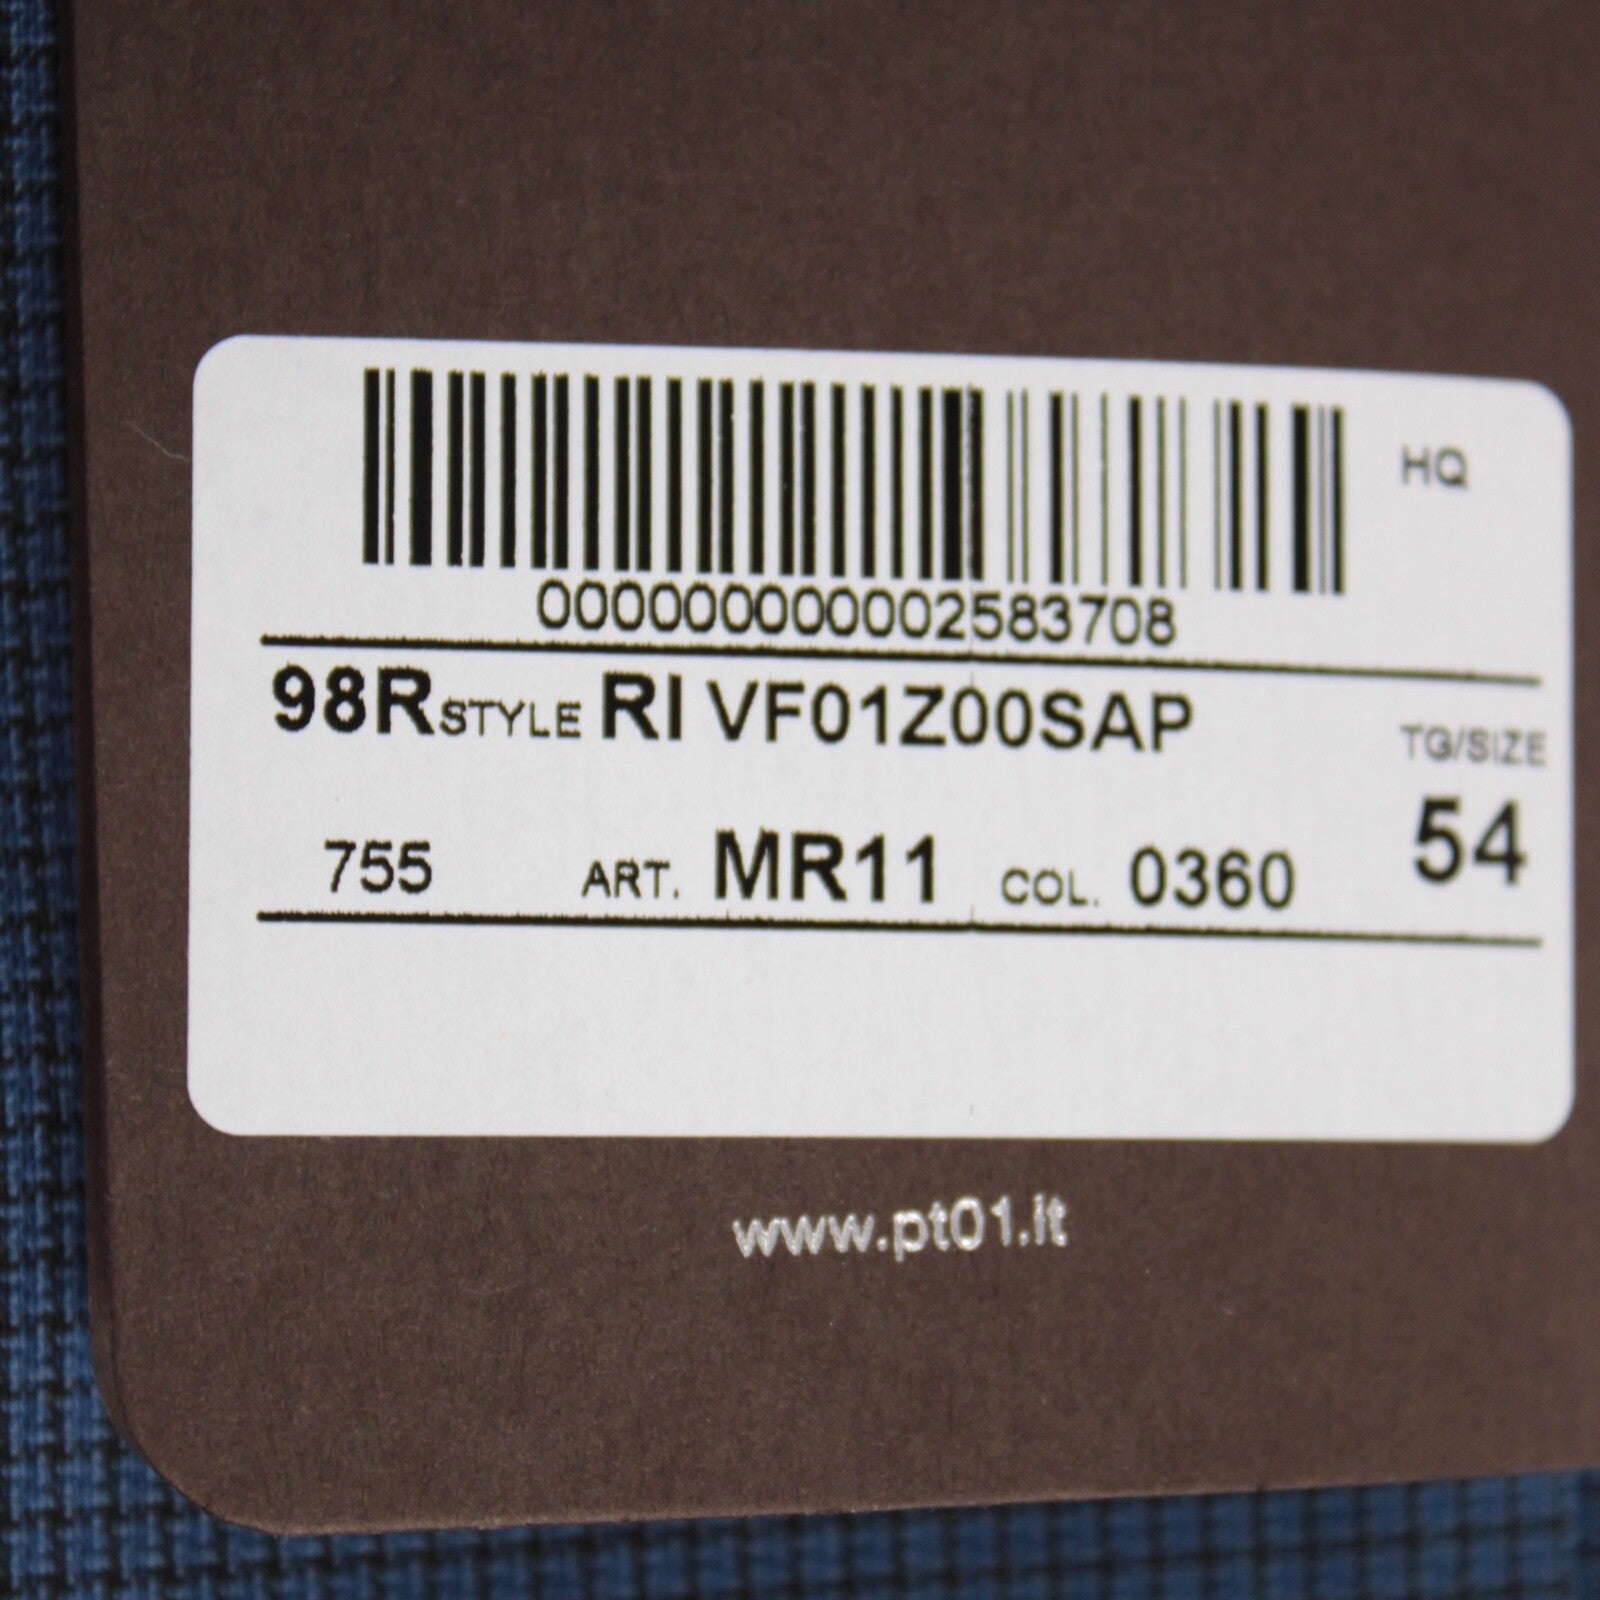 HQ
000000000002583708
98R STYLE RI VF01Z00SAP
TG/SIZE
755 ART. MR11 COL. 0360
54
www.pt01.it